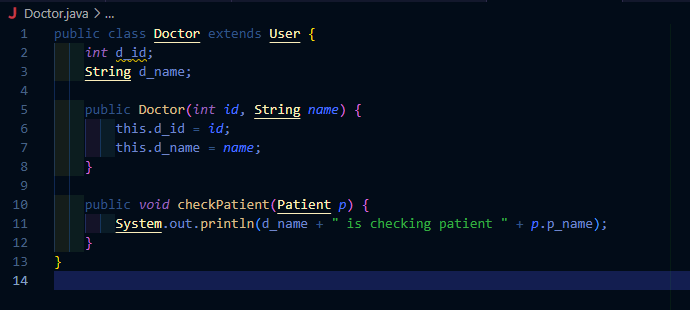 J Doctor.java > ...
1 public class Doctor extends User {
2     int d_id;
3     String d_name;
4
5     public Doctor(int id, String name) {
6         this.d_id = id;
7         this.d_name = name;
8     }
9
10     public void checkPatient(Patient p) {
11         System.out.println(d_name + " is checking patient " + p.p_name);
12     }
13 }
14